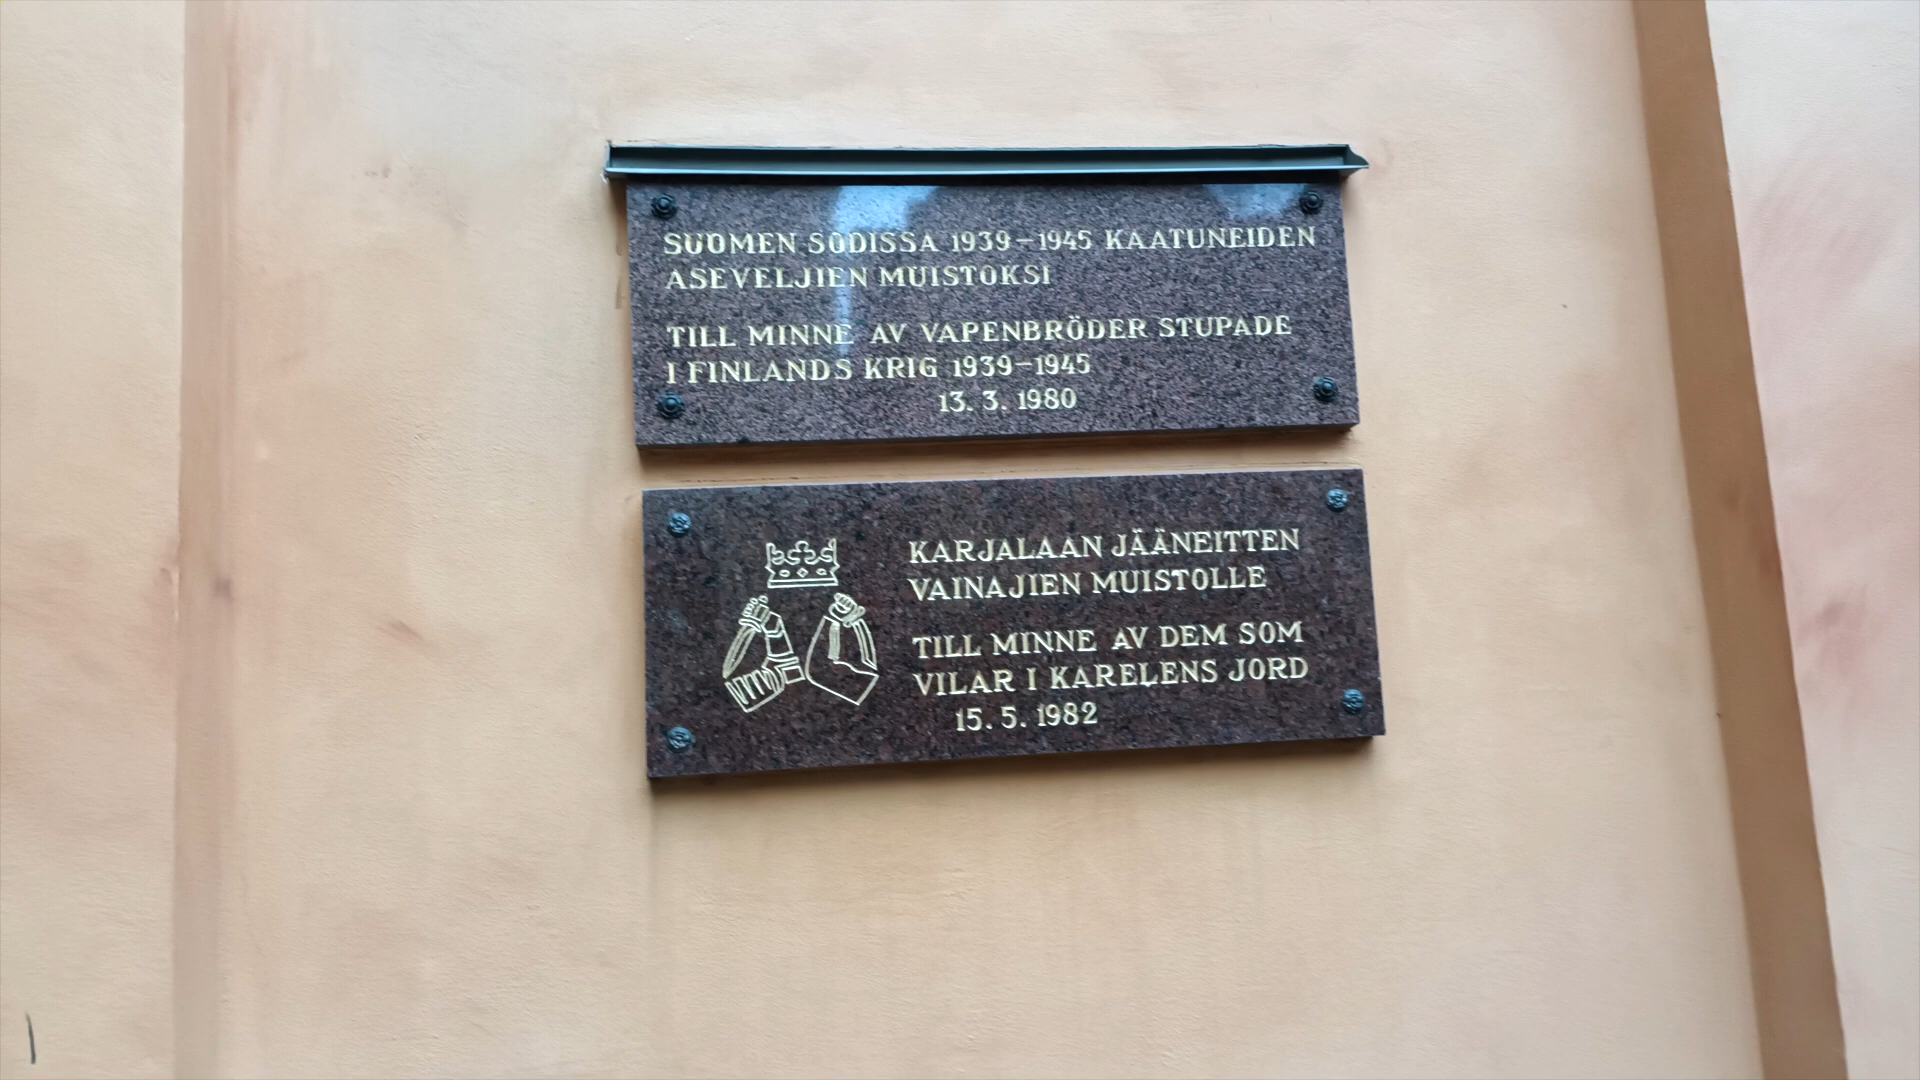 SUOMEN SODISSA 1939–1945 KAATUNEIDEN
ASEVELJIEN MUISTOKSI
TILL MINNE AV VAPENBRÖDER STUPADE
I FINLANDS KRIG 1939–1945
13. 3. 1980
KARJALAAN JÄÄNEITTEN
VAINAJIEN MUISTOLLE
TILL MINNE AV DEM SOM
VILAR I KARELENS JORD
15. 5. 1982